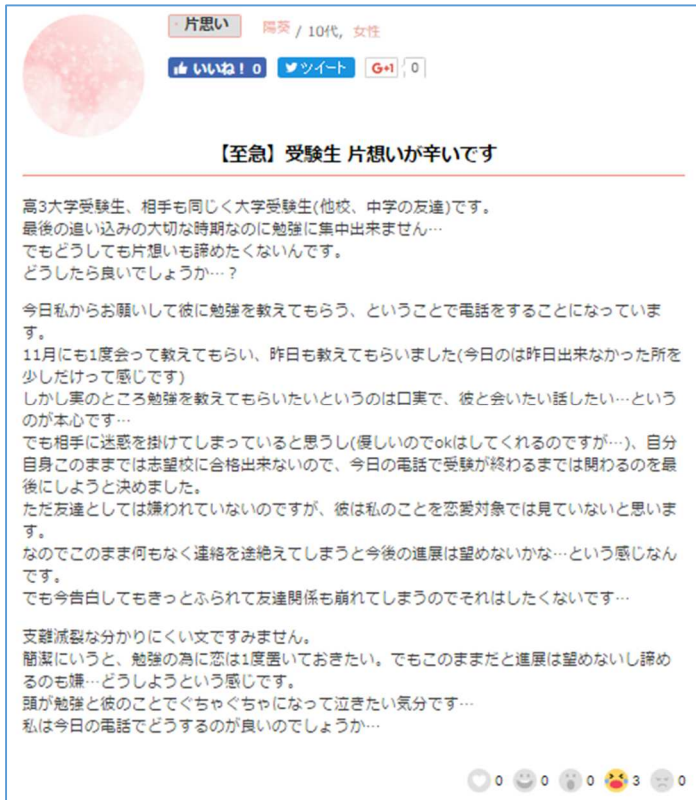 片思い 陽葵 / 10代, 女性
いいね! 0 ツイート G+1 0
【至急】受験生 片想いが辛いです
高3大学受験生、相手も同じく大学受験生(他校、中学の友達)です。
最後の追い込みの大切な時期なのに勉強に集中出来ません…
でもどうしても片想いも諦めたくないんです。
どうしたら良いでしょうか…?
今日私からお願いして彼に勉強を教えてもらう、ということで電話をすることになっていま
す。
11月にも1度会って教えてもらい、昨日も教えてもらいました(今日のは昨日出来なかった所を
少しだけって感じです)
しかし実のところ勉強を教えてもらいたいというのは口実で、彼と会いたい話したい…という
のが本心です…
でも相手に迷惑を掛けてしまっていると思うし(優しいのでokはしてくれるのですが…)、自分
自身このままでは志望校に合格出来ないので、今日の電話で受験が終わるまでは関わるのを最
後にしようと決めました。
ただ友達としては嫌われていないのですが、彼は私のことを恋愛対象では見ていないと思いま
す。
なのでこのまま何もなく連絡を途絶えてしまうと今後の進展は望めないかな…という感じなん
です。
でも今告白してもきっとふられて友達関係も崩れてしまうのでそれはしたくないです…
支離滅裂な分かりにくい文ですみません。
簡潔にいうと、勉強の為に恋は1度置いておきたい。でもこのままだと進展は望めないし諦め
るのも嫌…どうしようという感じです。
頭が勉強と彼のことでぐちゃぐちゃになって泣きたい気分です…
私は今日の電話でどうするのが良いのでしょうか…
0 0 0 3 0